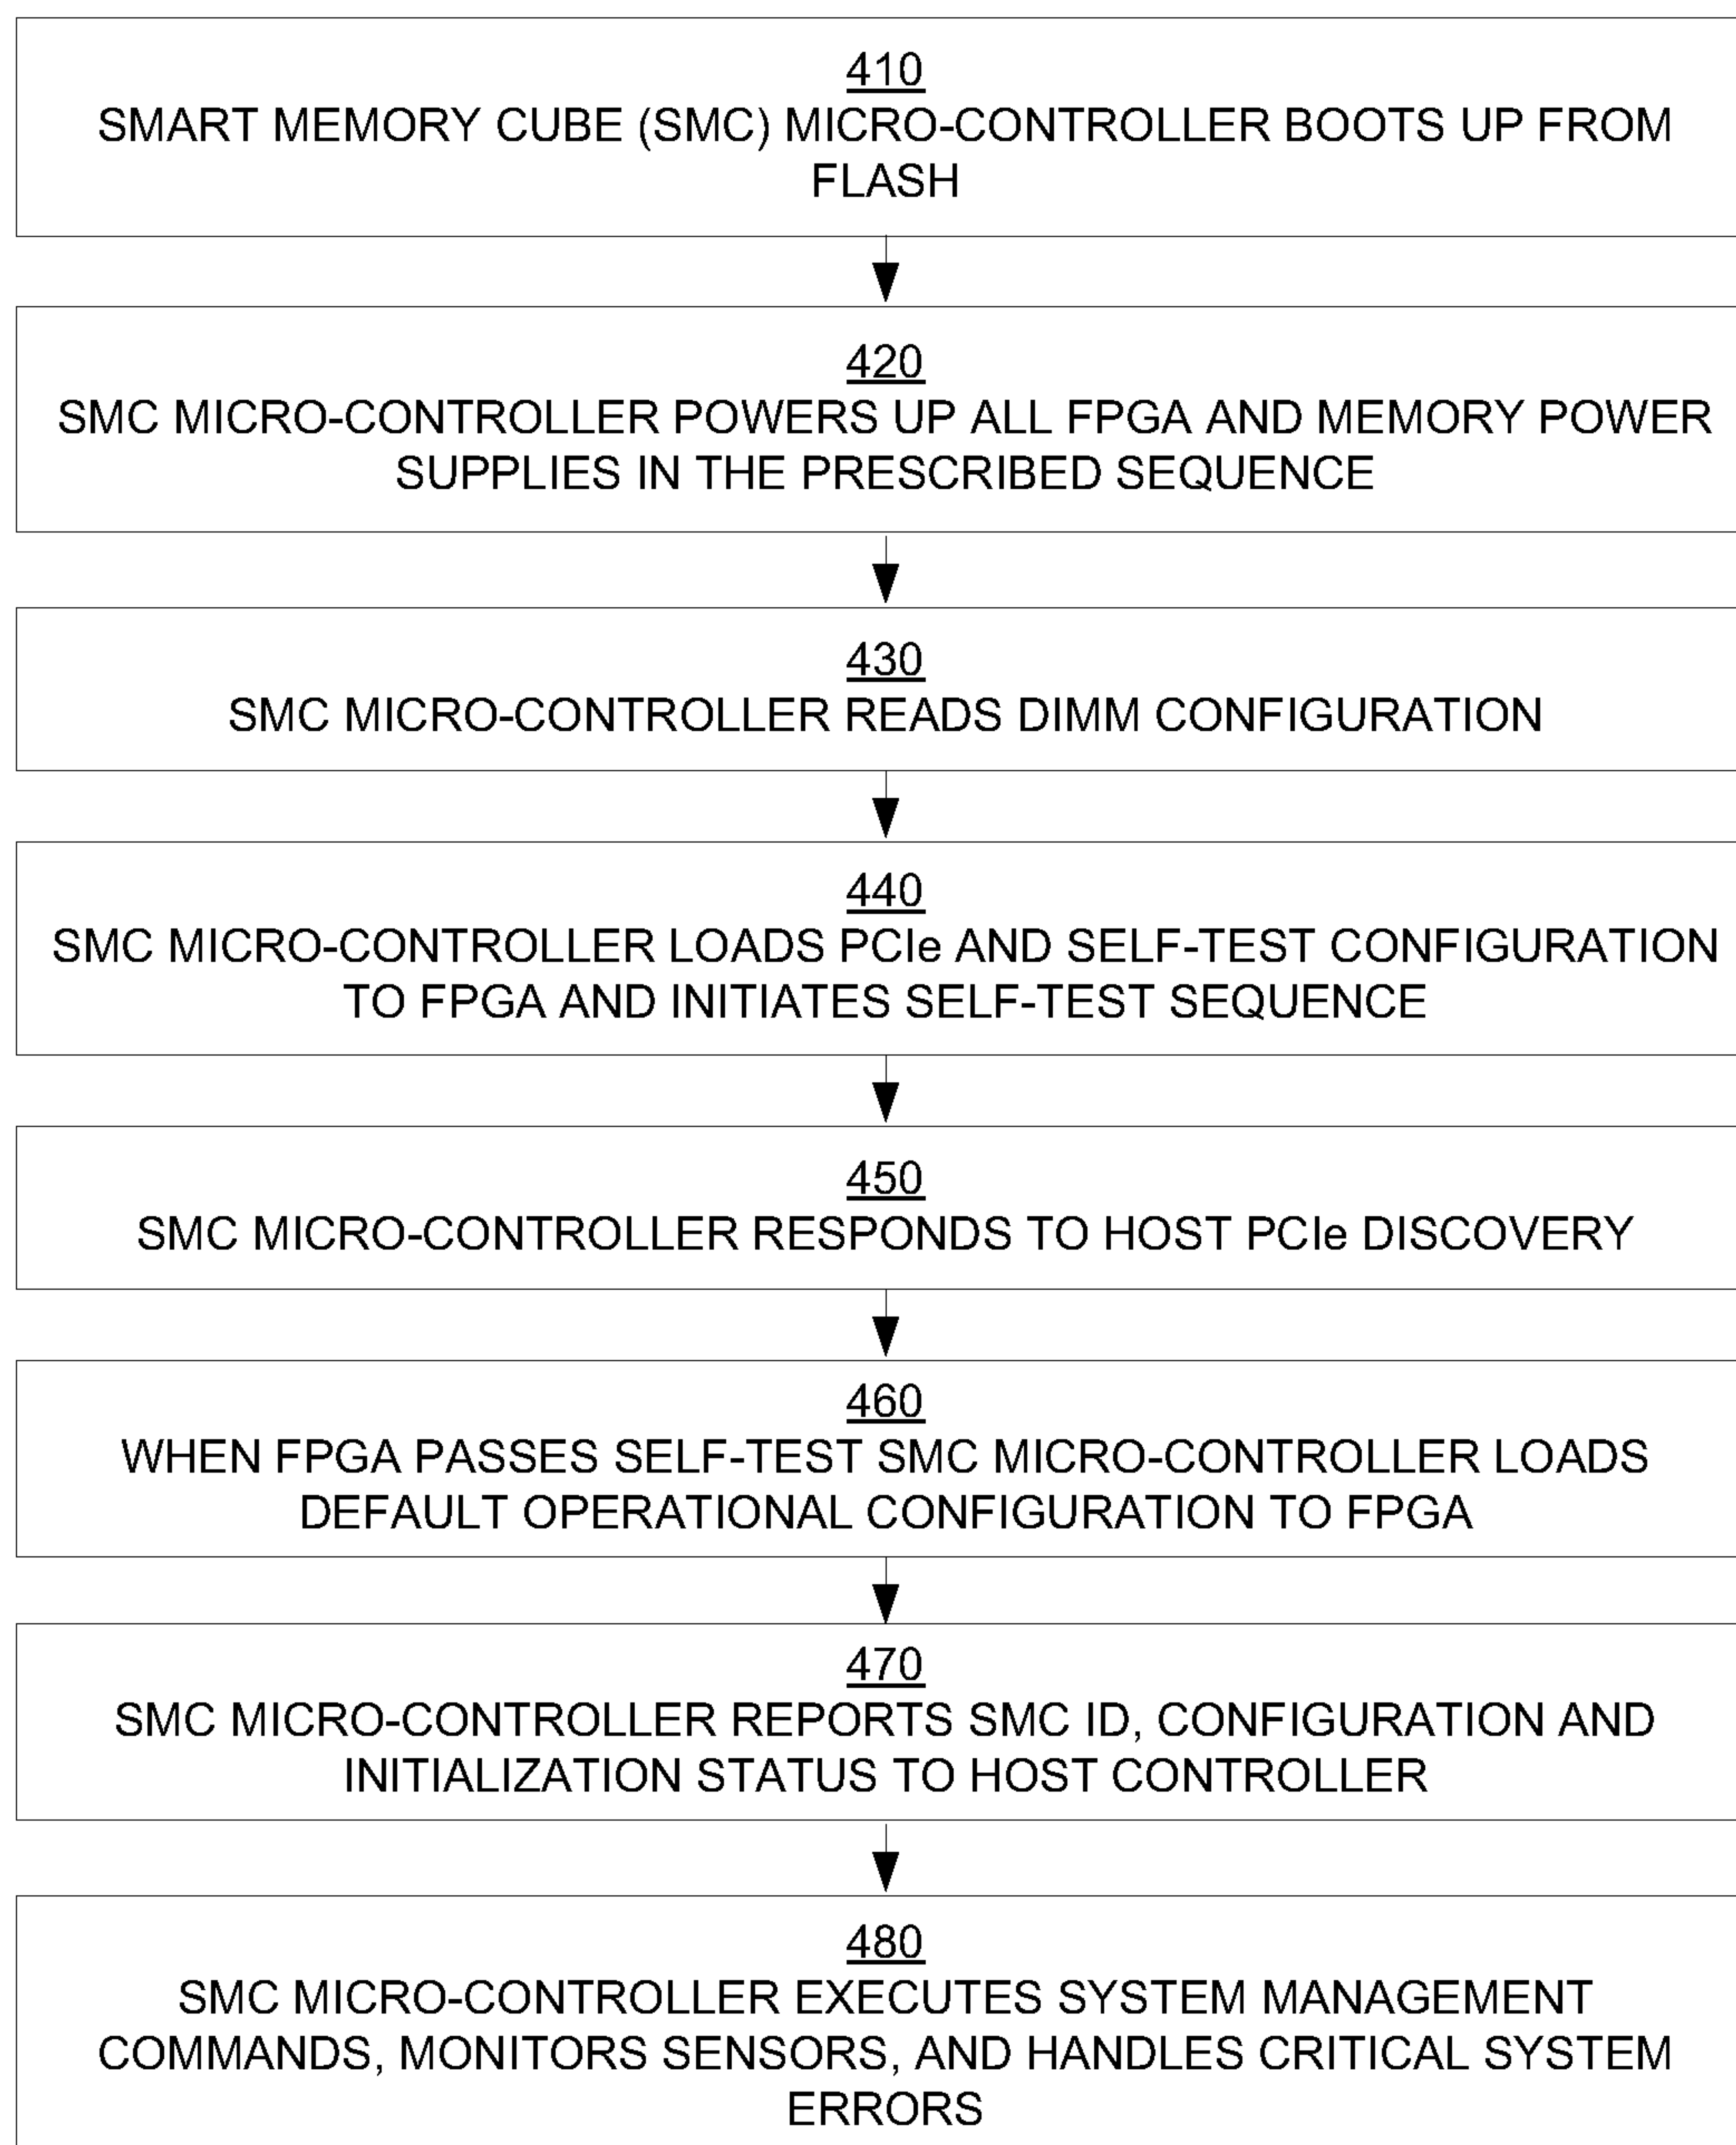 410
SMART MEMORY CUBE (SMC) MICRO-CONTROLLER BOOTS UP FROM
FLASH
420
SMC MICRO-CONTROLLER POWERS UP ALL FPGA AND MEMORY POWER
SUPPLIES IN THE PRESCRIBED SEQUENCE
430
SMC MICRO-CONTROLLER READS DIMM CONFIGURATION
440
SMC MICRO-CONTROLLER LOADS PCIe AND SELF-TEST CONFIGURATION
TO FPGA AND INITIATES SELF-TEST SEQUENCE
450
SMC MICRO-CONTROLLER RESPONDS TO HOST PCIe DISCOVERY
460
WHEN FPGA PASSES SELF-TEST SMC MICRO-CONTROLLER LOADS
DEFAULT OPERATIONAL CONFIGURATION TO FPGA
470
SMC MICRO-CONTROLLER REPORTS SMC ID, CONFIGURATION AND
INITIALIZATION STATUS TO HOST CONTROLLER
480
SMC MICRO-CONTROLLER EXECUTES SYSTEM MANAGEMENT
COMMANDS, MONITORS SENSORS, AND HANDLES CRITICAL SYSTEM
ERRORS